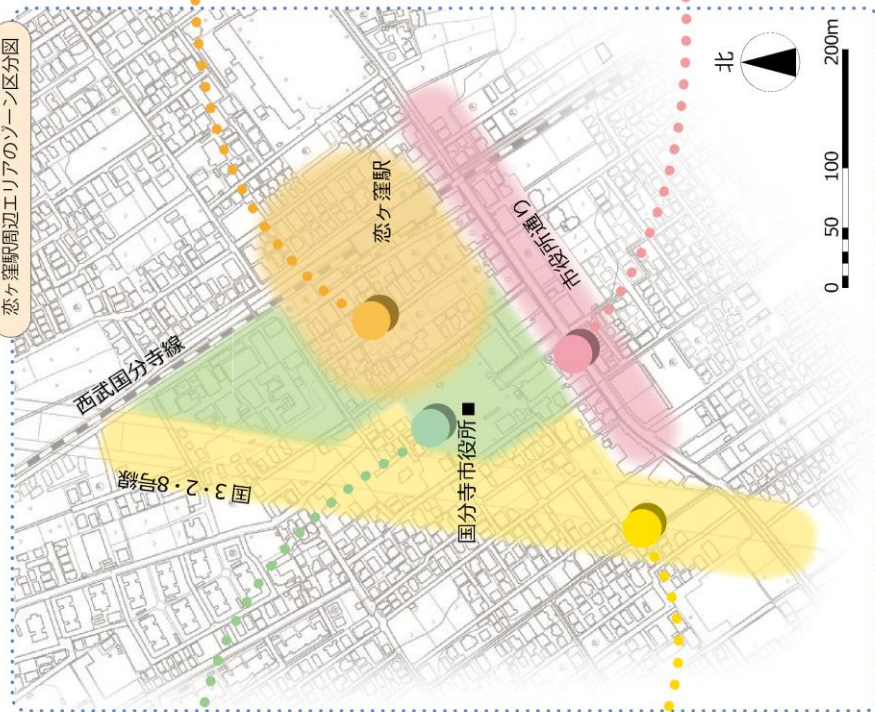 恋ヶ窪駅周辺エリアのゾーン区分図
西武国分寺線
国3・2・8号線
恋ヶ窪駅
国分寺市役所
市役所通り
北
0 50 100 200m